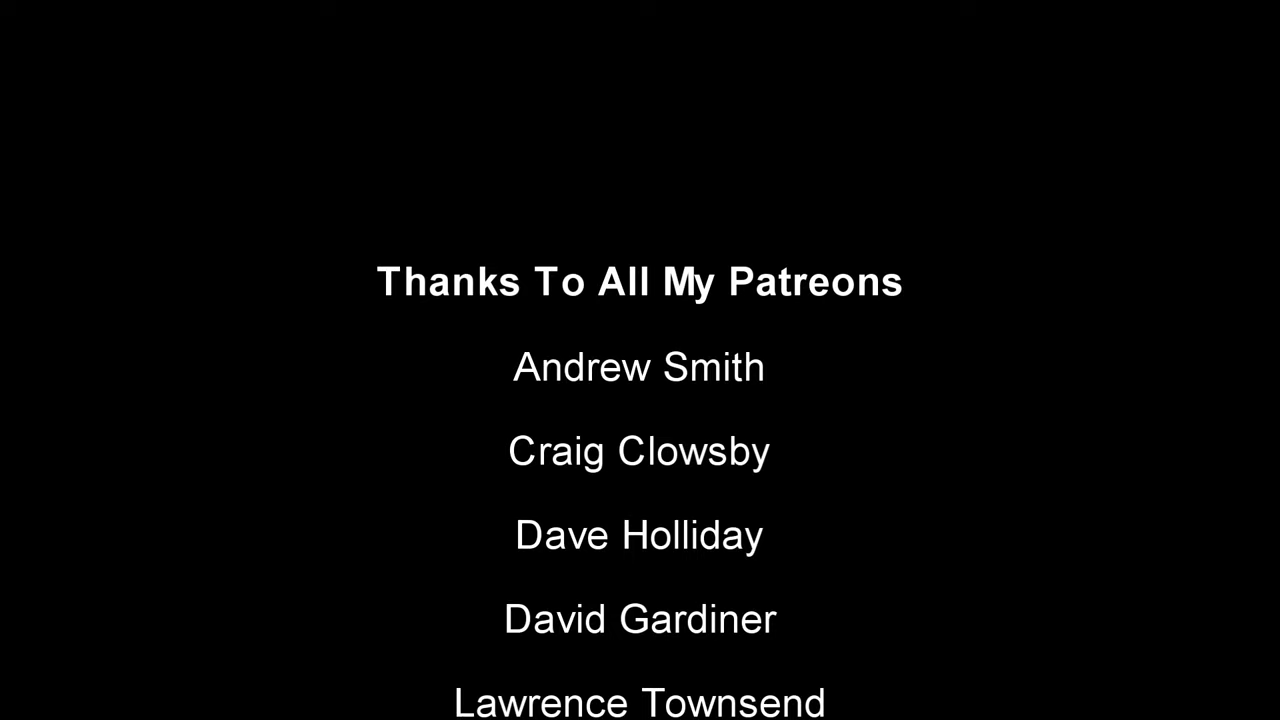 Thanks To All My Patreons
Andrew Smith
Craig Clowsby
Dave Holliday
David Gardiner
Lawrence Townsend